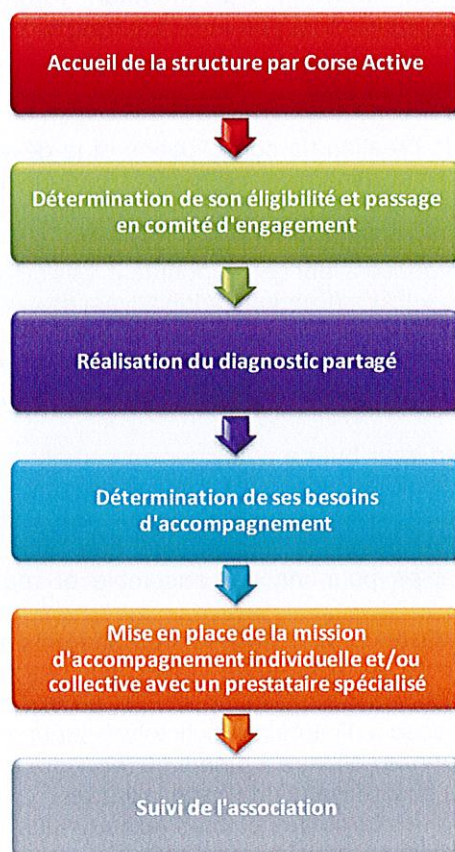 Accueil de la structure par Corse Active
Détermination de son éligibilité et passage
en comité d'engagement
Réalisation du diagnostic partagé
Détermination de ses besoins
d'accompagnement
Mise en place de la mission
d'accompagnement individuelle et/ou
collective avec un prestataire spécialisé
Suivi de l'association